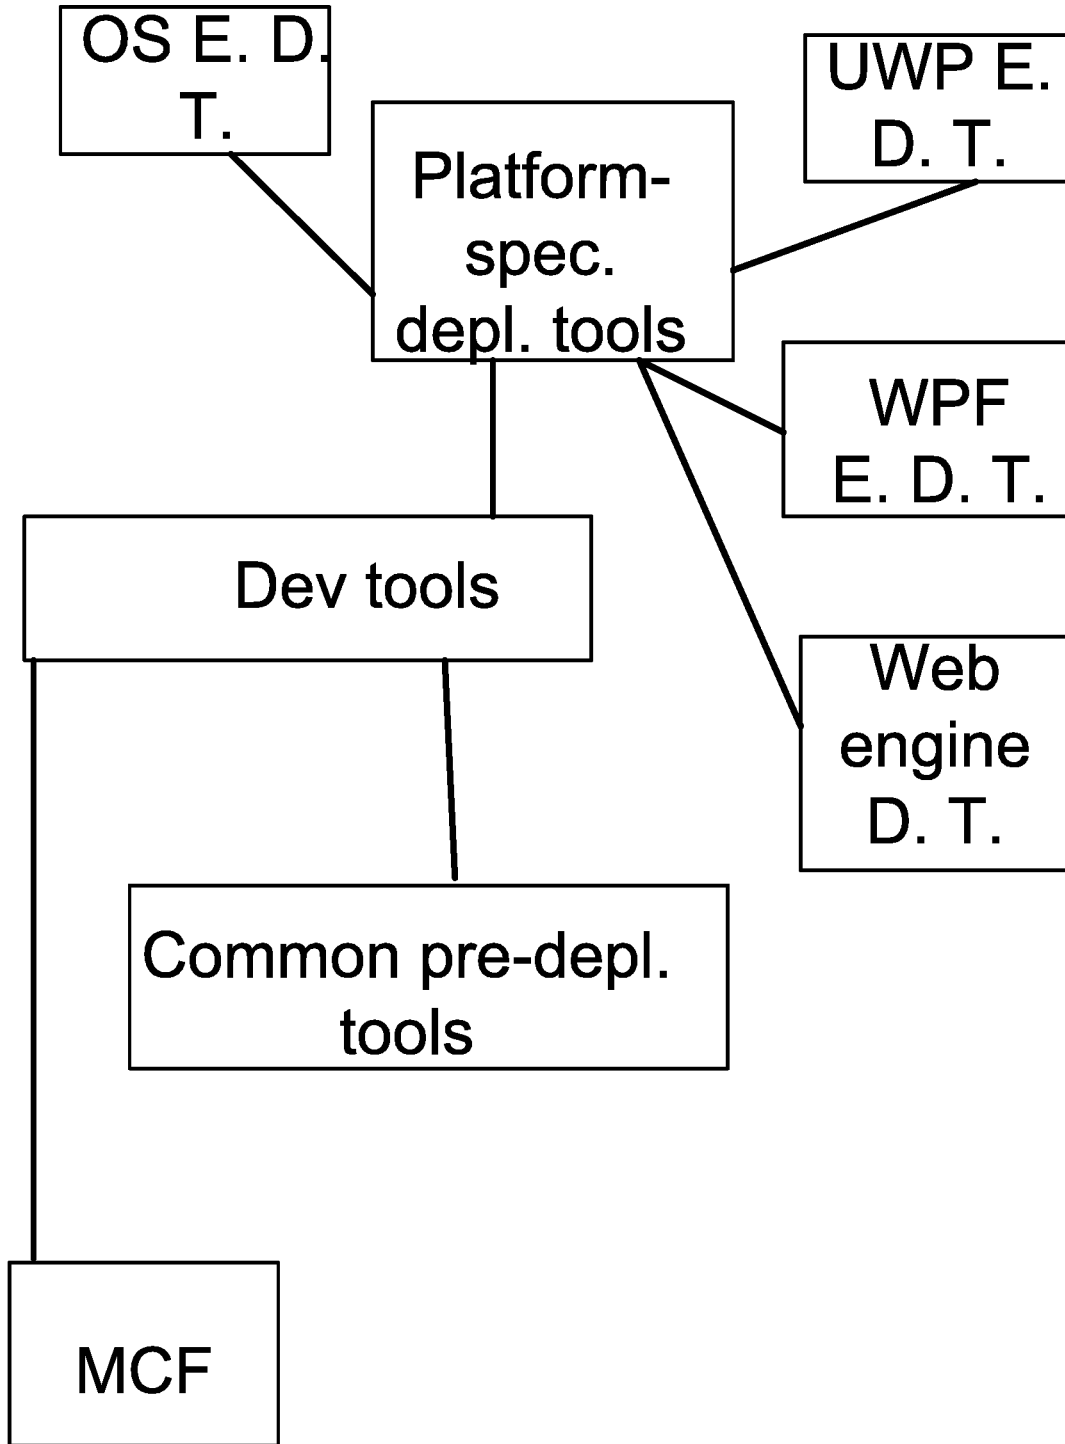 OS E. D.
T.
UWP E.
D. T.
Platform-
spec.
depl. tools
WPF
E. D. T.
Dev tools
Web
engine
D. T.
Common pre-depl.
tools
MCF